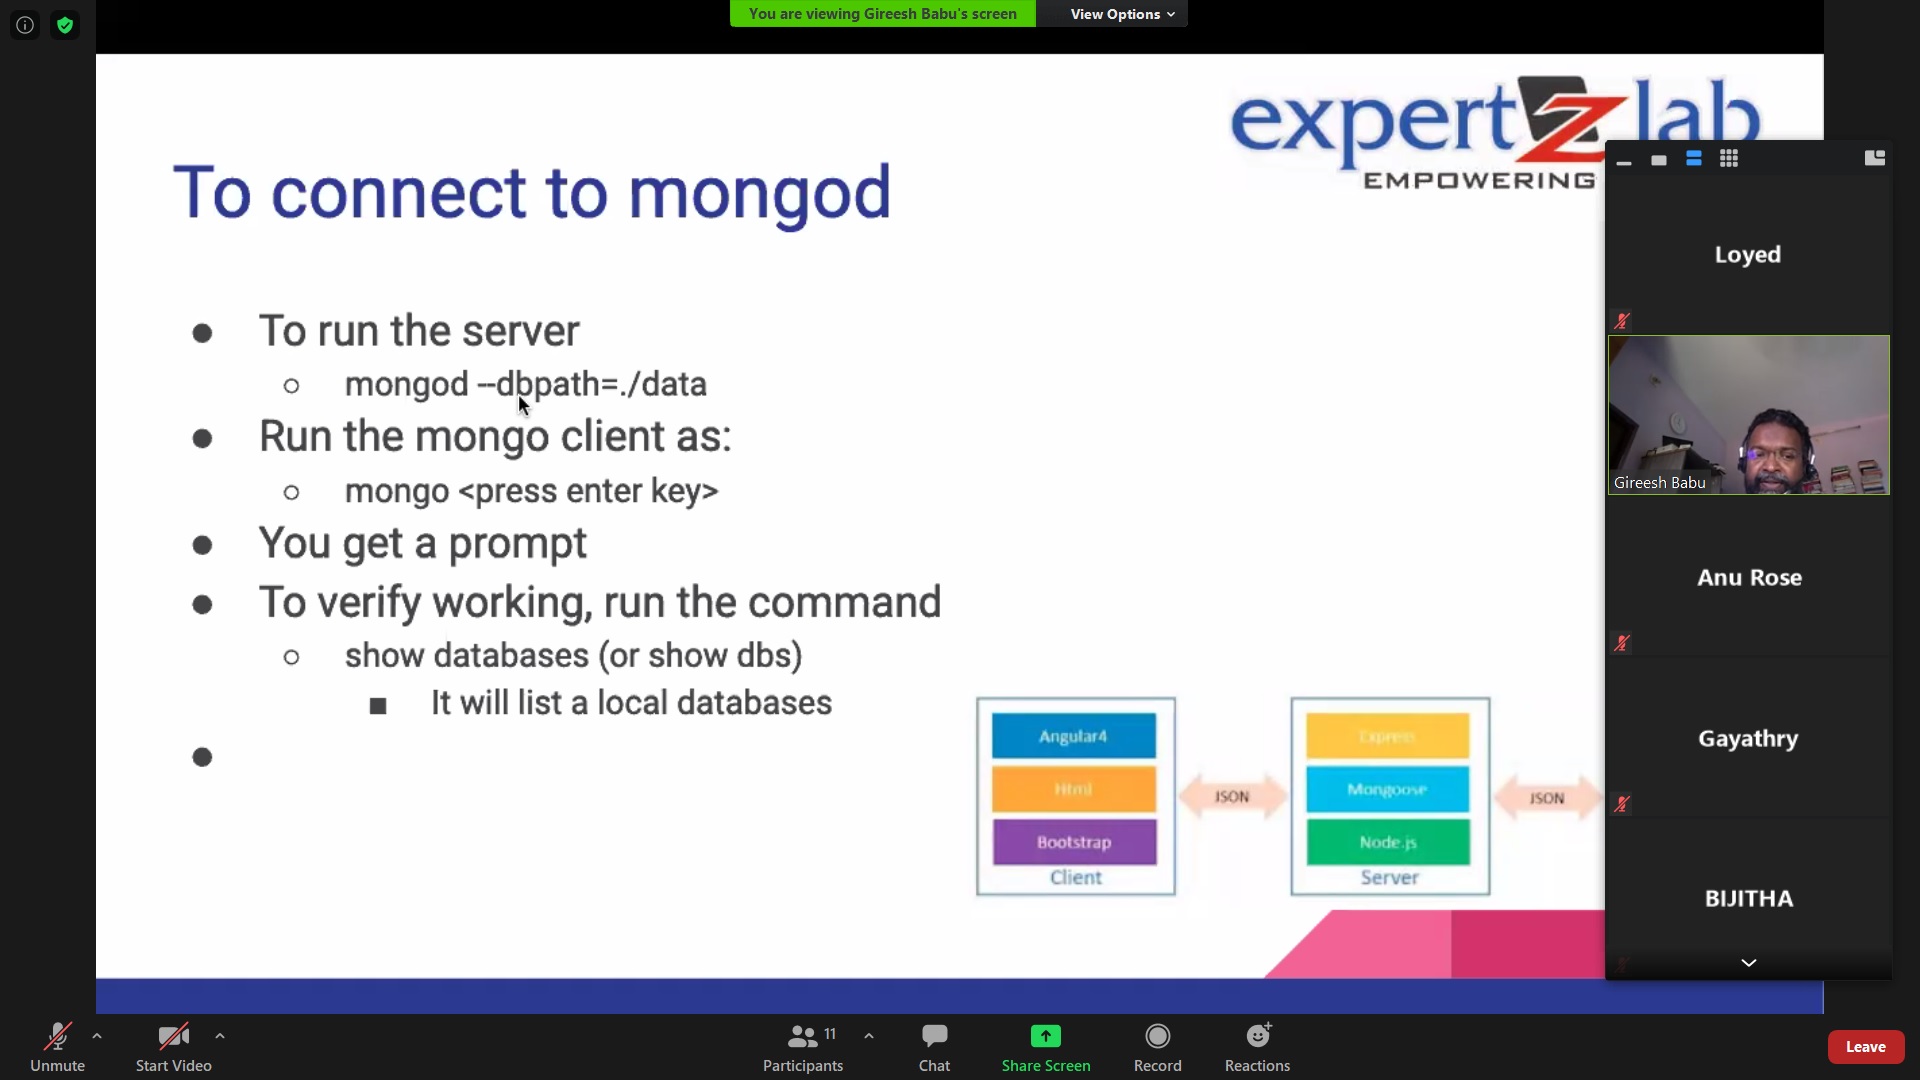 You are viewing Gireesh Babu's screen
View Options
expertzlab
EMPOWERING
To connect to mongod
● To run the server
○ mongod --dbpath=./data
● Run the mongo client as:
○ mongo <press enter key>
● You get a prompt
● To verify working, run the command
○ show databases (or show dbs)
■ It will list a local databases
●
Angular4
Html
Bootstrap
Client
JSON
Express
Mongoose
Node.js
Server
JSON
Loyed
Gireesh Babu
Anu Rose
Gayathry
BIJITHA
Unmute
Start Video
Participants
11
Chat
Share Screen
Record
Reactions
Leave